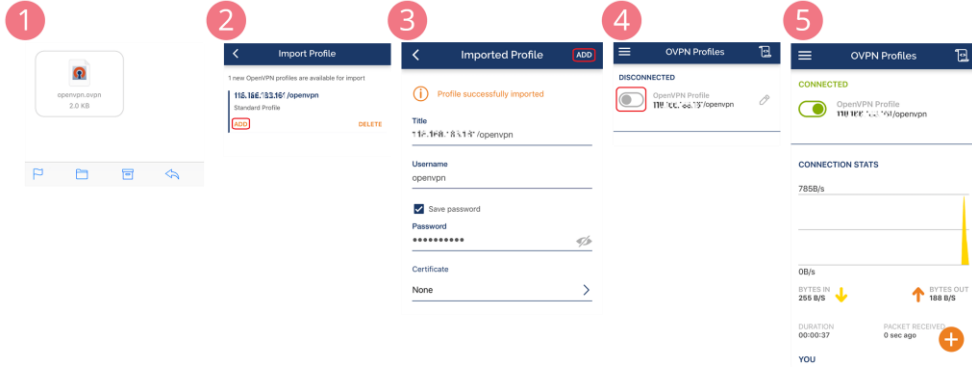 1
openvpn.ovpn
2.0 KB
2
Import Profile
1 new OpenVPN profiles are available for import
/openvpn
Standard Profile
ADD
DELETE
3
Imported Profile
ADD
Profile successfully imported
Title
/openvpn
Username
openvpn
Save password
Password
••••••••••
Certificate
None
4
OVPN Profiles
DISCONNECTED
OpenVPN Profile
/openvpn
5
OVPN Profiles
CONNECTED
OpenVPN Profile
/openvpn
CONNECTION STATS
785B/s
0B/s
BYTES IN
255 B/S
BYTES OUT
188 B/S
DURATION
00:00:37
PACKET RECEIVED
0 sec ago
YOU